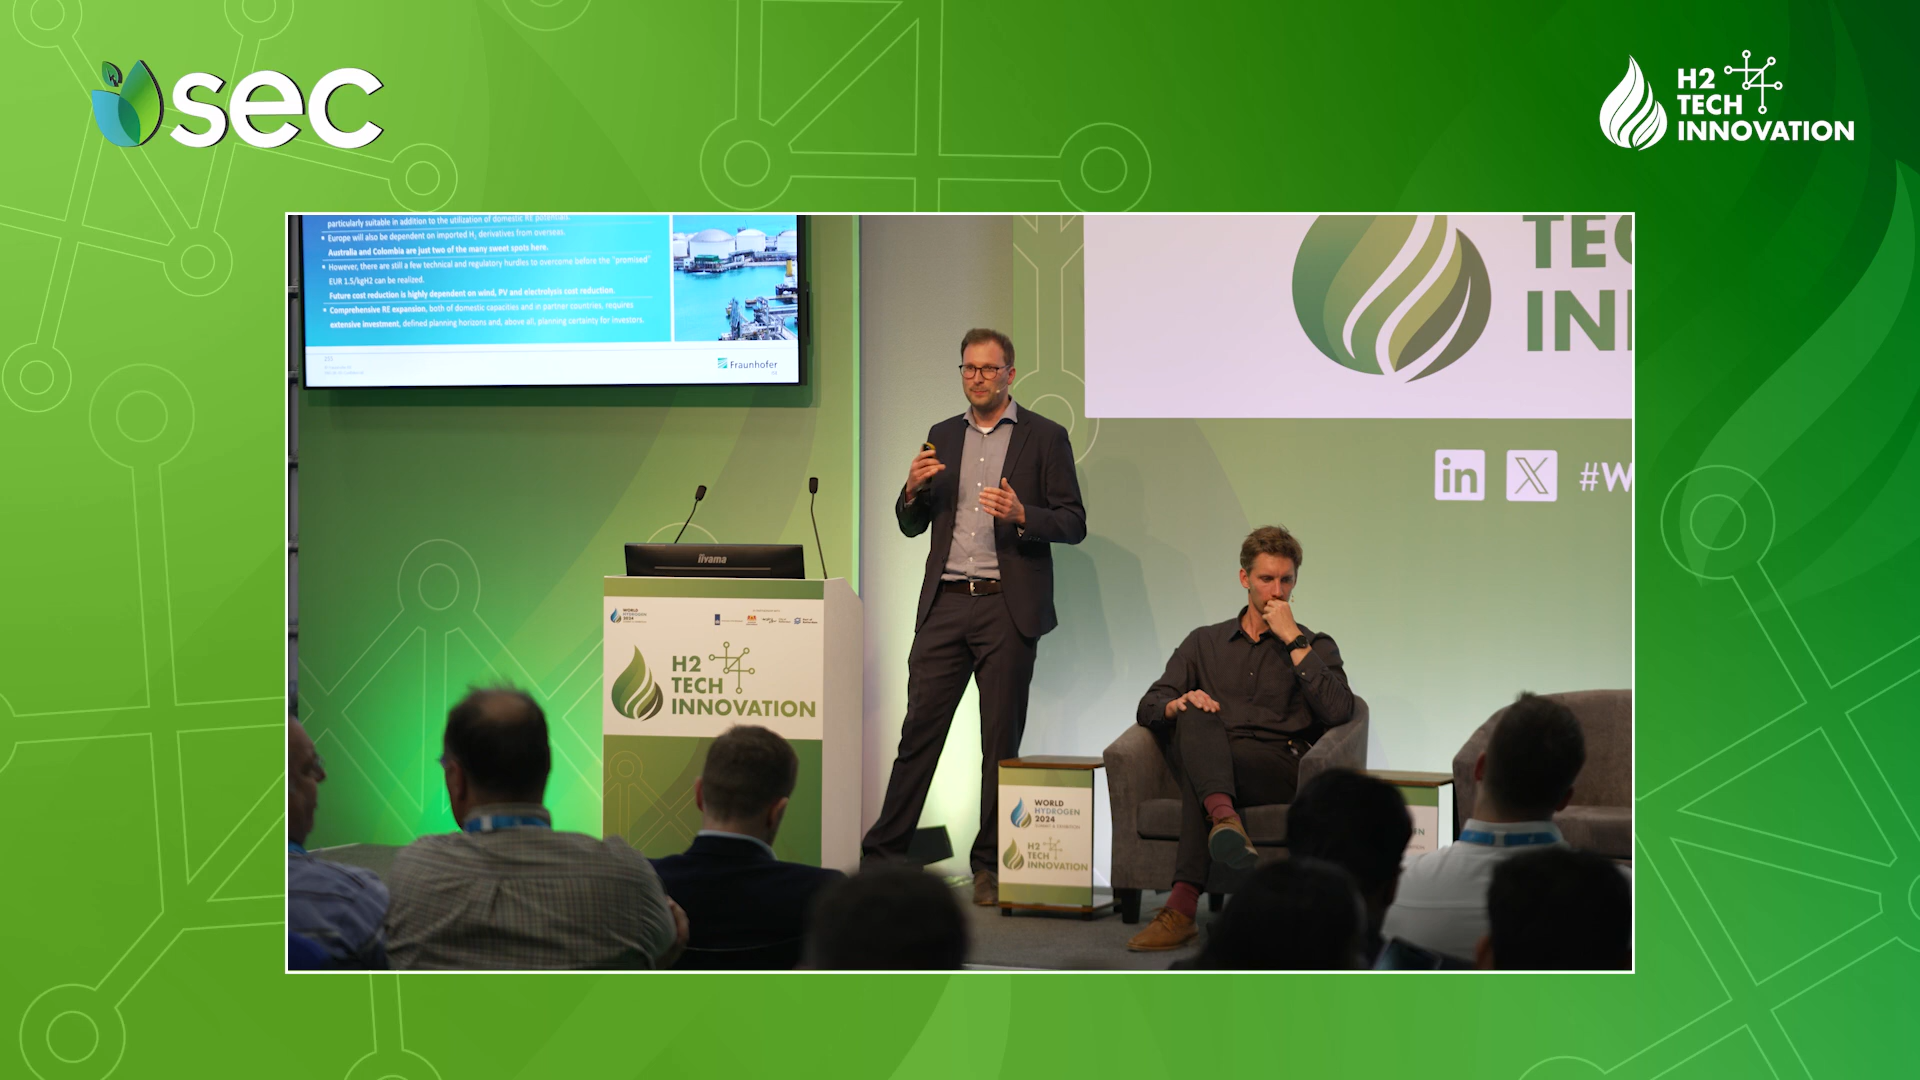 sec
H2
TECH
INNOVATION
particularly suitable in addition to the utilization of domestic RE potentials.
Europe will also be dependent on imported H2 derivatives from overseas.
Australia and Colombia are just two of the many sweet spots here.
However, there are still a few technical and regulatory hurdles to overcome before the "promised"
EUR 1.5/kgH2 can be realized.
Future cost reduction is highly dependent on wind, PV and electrolysis cost reduction.
Comprehensive RE expansion, both of domestic capacities and in partner countries, requires
extensive investment, defined planning horizons and, above all, planning certainty for investors.
Fraunhofer
TEC
INN
in X #W
iiyama
WORLD
HYDROGEN
2024
H2
TECH
INNOVATION
WORLD
HYDROGEN
2024
SUMMIT & EXHIBITION
H2
TECH
INNOVATION